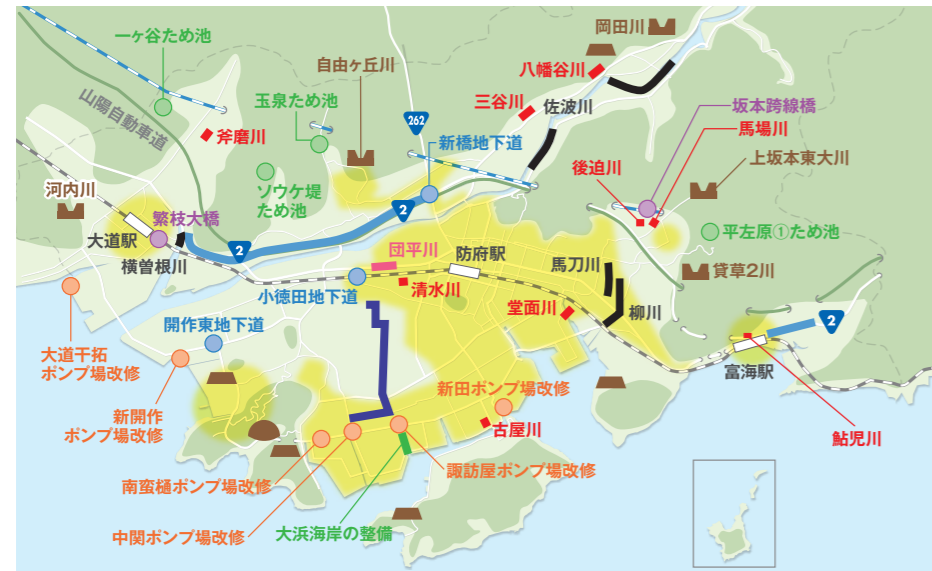 岡田川
一ヶ谷ため池
自由ヶ丘川
八幡谷川
玉泉ため池
三谷川
佐波川
坂本跨線橋
山陽自動車道
262
馬場川
斧磨川
新橋地下道
上坂本東大川
後迫川
ソウケ堤
ため池
河内川
繁枝大橋
2
平左原①ため池
大道駅
2
団平川
防府駅
横曽根川
馬刀川
貸草2川
小徳田地下道
清水川
堂面川
柳川
2
開作東地下道
大道干拓
ポンプ場改修
富海駅
新田ポンプ場改修
新開作
ポンプ場改修
古屋川
鮎児川
南蛮樋ポンプ場改修
諏訪屋ポンプ場改修
中関ポンプ場改修
大浜海岸の整備